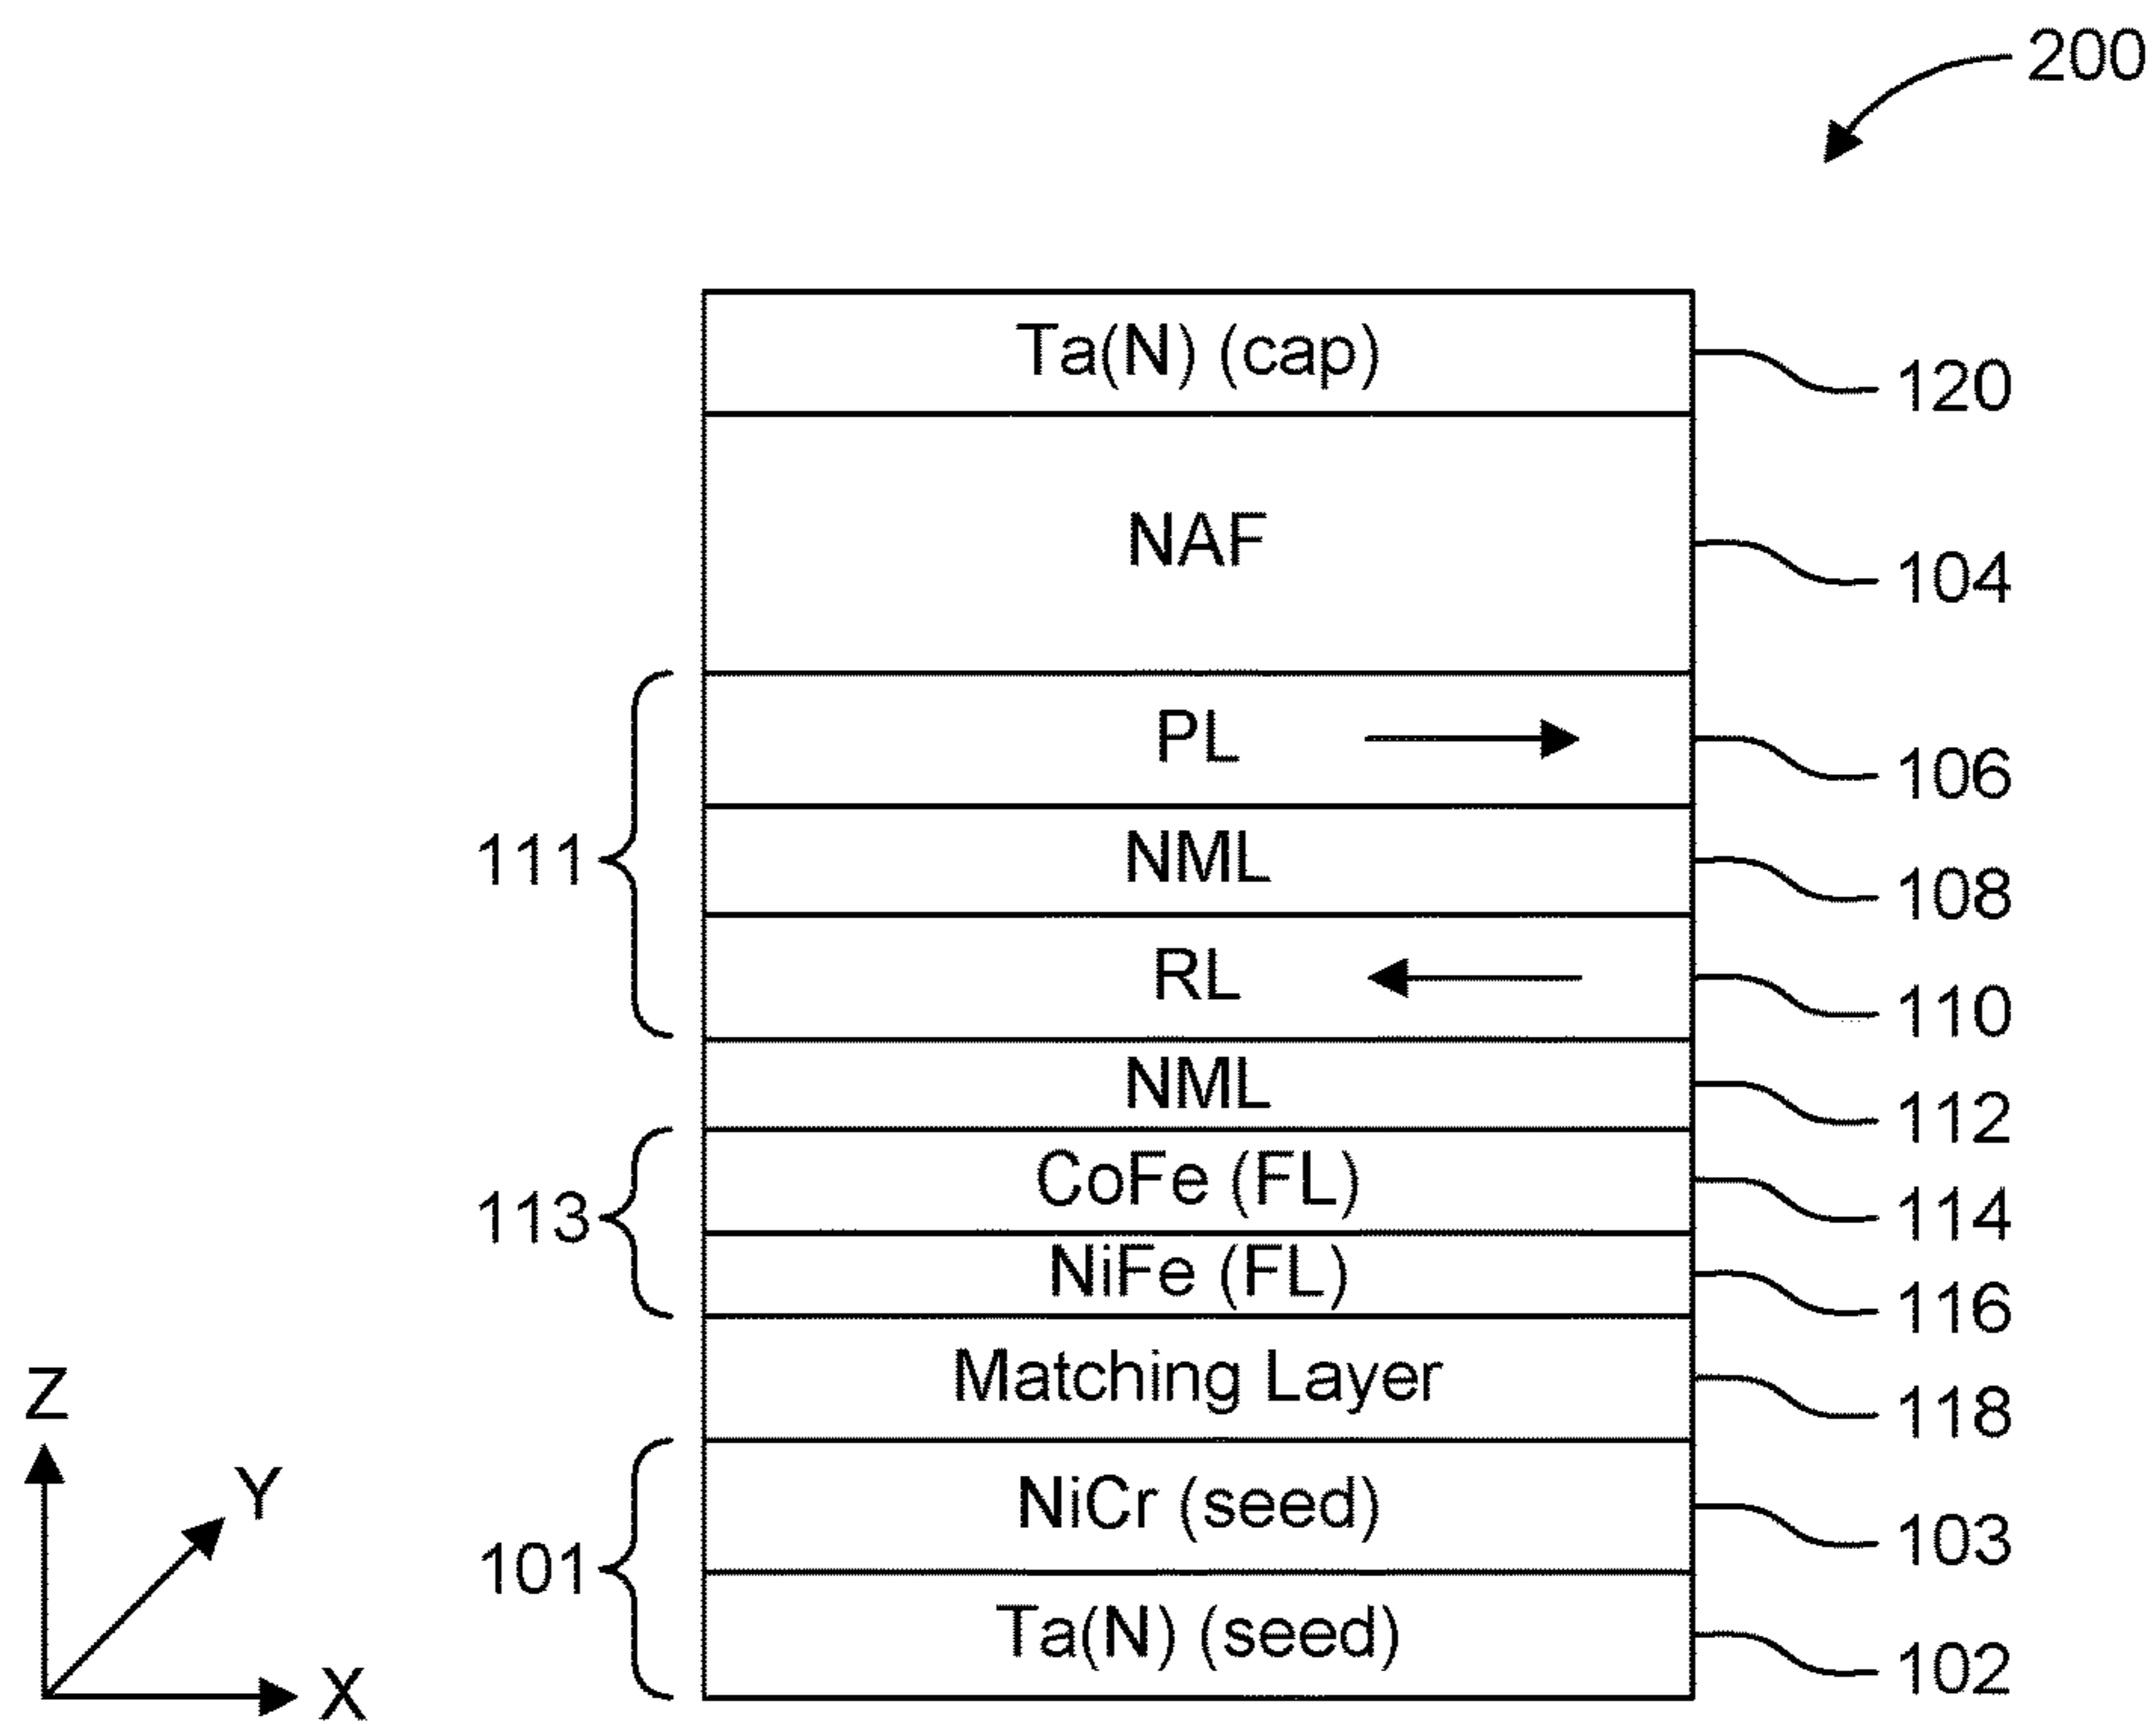 200
Ta(N) (cap)
120
NAF
104
PL
106
111
NML
108
RL
110
NML
112
CoFe (FL)
114
113
NiFe (FL)
116
Matching Layer
118
Z
Y
X
NiCr (seed)
103
101
Ta(N) (seed)
102